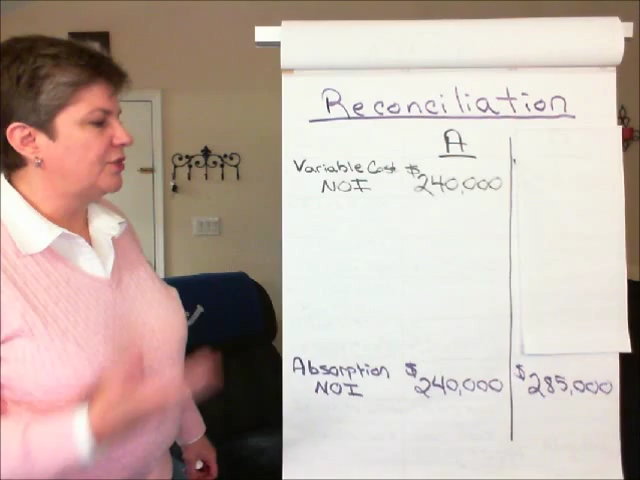 Reconciliation
A
Variable Cost $
NOI 240,000
Absorption $ $
NOI 240,000 285,000